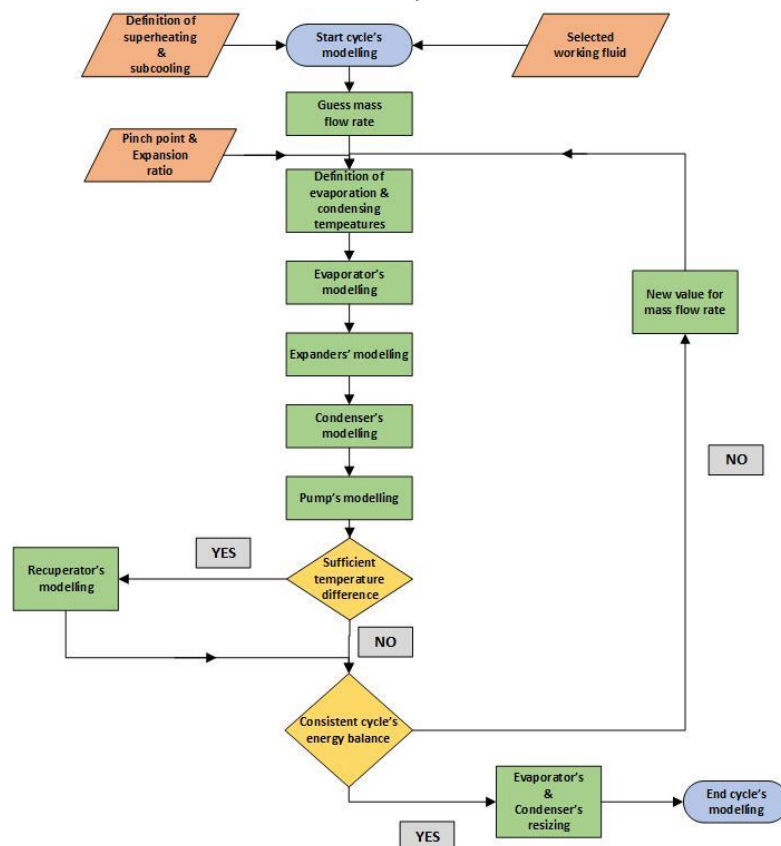 Definition of
superheating
&
subcooling
Start cycle's
modelling
Selected
working fluid
Guess mass
flow rate
Pinch point &
Expansion
ratio
Definition of
evaporation &
condensing
tempeatures
Evaporator's
modelling
New value for
mass flow rate
Expanders' modelling
Condenser's
modelling
NO
Pump's modelling
YES
Sufficient
temperature
difference
Recuperator's
modelling
NO
Consistent cycle's
energy balance
Evaporator's
&
Condenser's
resizing
End cycle's
modelling
YES